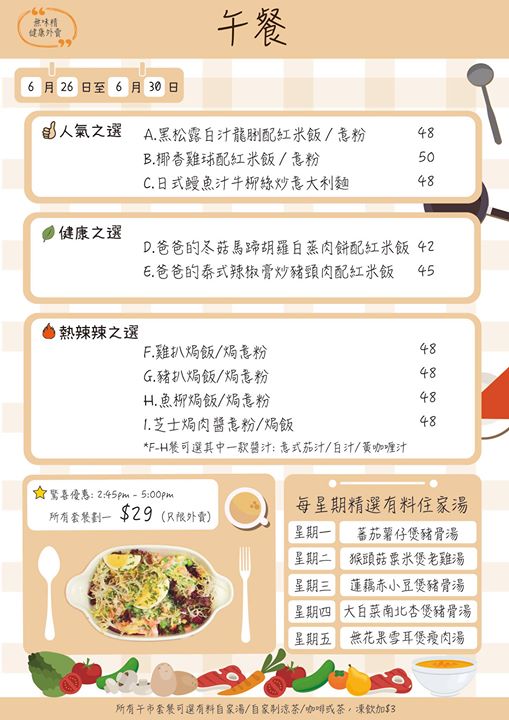 無味精
健康外賣
午餐
6 月 26 日至 6 月 30 日
人氣之選
A.黑松露白汁龍脷配紅米飯 / 意粉 48
B.椰香雞球配紅米飯 / 意粉 50
C.日式鰻魚汁牛柳絲炒意大利麵 48
健康之選
D.爸爸的冬菇馬蹄胡蘿白蒸肉餅配紅米飯 42
E.爸爸的泰式辣椒膏炒豬頸肉配紅米飯 45
熱辣辣之選
F.雞扒焗飯/焗意粉 48
G.豬扒焗飯/焗意粉 48
H.魚柳焗飯/焗意粉 48
I.芝士焗肉醬意粉/焗飯 48
*F-H餐可選其中一款醬汁: 意式茄汁/白汁/黃咖喱汁
驚喜優惠: 2:45pm - 5:00pm
所有套餐劃一 $29 (只限外賣)
每星期精選有料住家湯
星期一 蕃茄薯仔煲豬骨湯
星期二 猴頭菇粟米煲老雞湯
星期三 蓮藕赤小豆煲豬骨湯
星期四 大白菜南北杏煲豬骨湯
星期五 無花果雪耳煲瘦肉湯
所有午市套餐可選有料自家湯/自家制涼茶/咖啡或茶，凍飲加$3